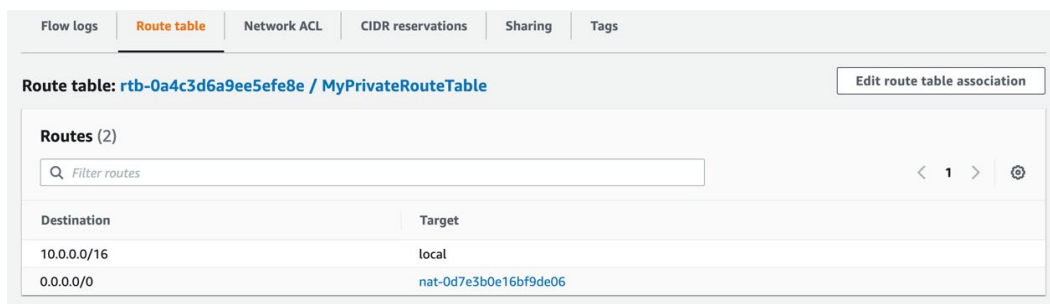 Flow logs Route table Network ACL CIDR reservations Sharing Tags
Route table: rtb-0a4c3d6a9ee5efe8e / MyPrivateRouteTable Edit route table association
Routes (2)
Filter routes 1
Destination Target
10.0.0.0/16 local
0.0.0.0/0 nat-0d7e3b0e16bf9de06